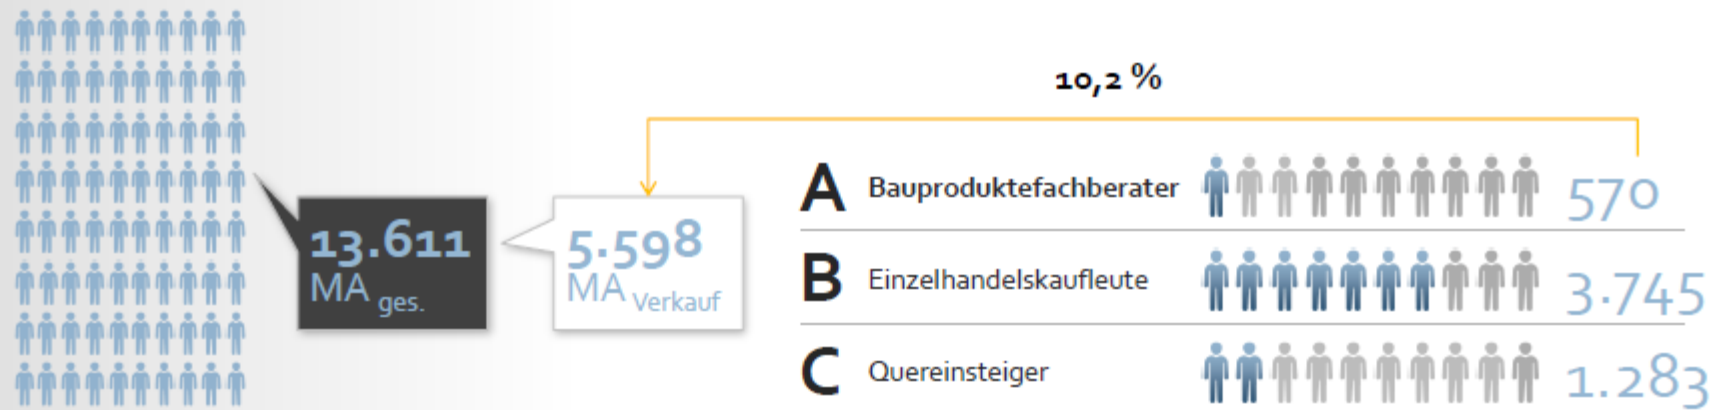 10,2 %
13.611
MA ges.
5.598
MA Verkauf
A Bauproduktefachberater 570
B Einzelhandelskaufleute 3.745
C Quereinsteiger 1.283